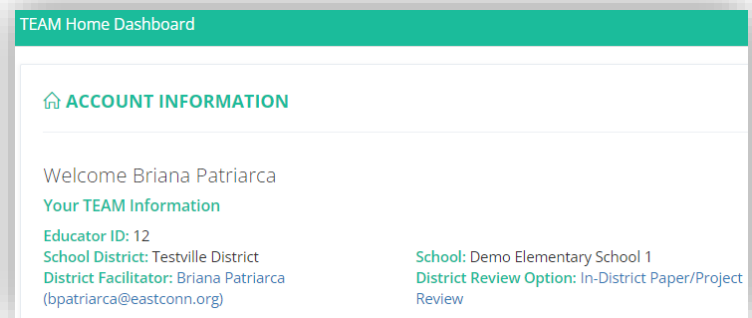 TEAM Home Dashboard
ACCOUNT INFORMATION
Welcome Briana Patriarca
Your TEAM Information
Educator ID: 12
School District: Testville District
District Facilitator: Briana Patriarca
(bpatriarca@eastconn.org)
School: Demo Elementary School 1
District Review Option: In-District Paper/Project
Review